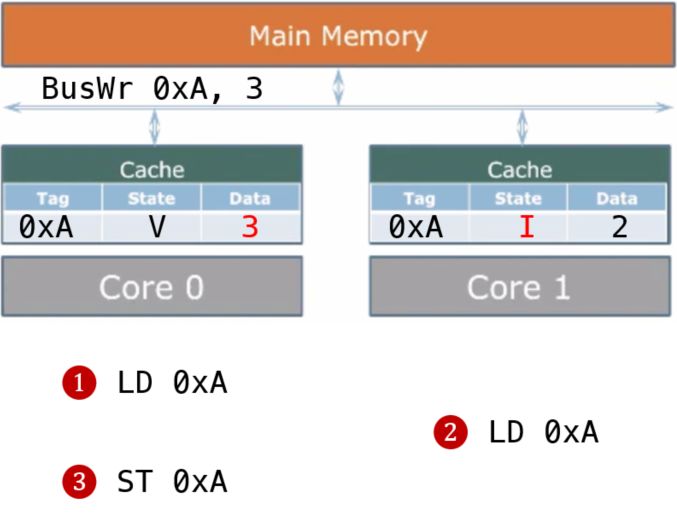 Main Memory
BusWr 0xA, 3
Cache
Tag State Data
0xA V 3
Core 0
Cache
Tag State Data
0xA I 2
Core 1
1 LD 0xA
2 LD 0xA
3 ST 0xA